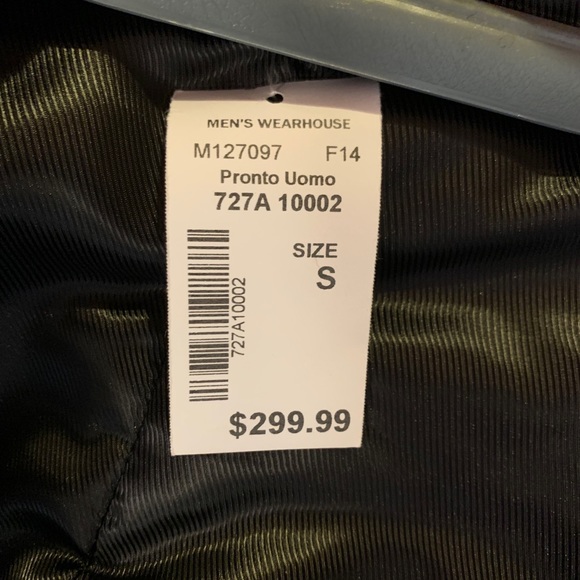 MEN'S WEARHOUSE
M127097 F14
Pronto Uomo
727A 10002
SIZE
S
727A10002
$299.99